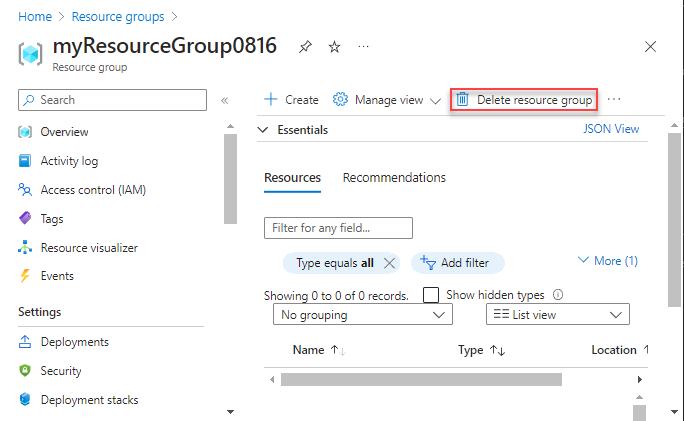 Home > Resource groups >
myResourceGroup0816
Resource group
Search
«
Overview
Activity log
Access control (IAM)
Tags
Resource visualizer
Events
Settings
Deployments
Security
Deployment stacks
Create Manage view Delete resource group ...
Essentials JSON View
Resources Recommendations
Filter for any field...
Type equals all Add filter More (1)
Showing 0 to 0 of 0 records. Show hidden types
No grouping List view
Name ↑↓ Type ↑↓ Location ↑